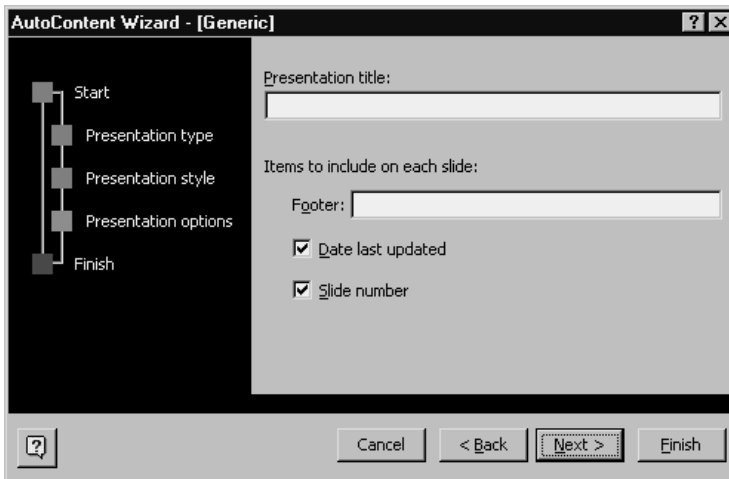 AutoContent Wizard - [Generic]
Start
Presentation type
Presentation style
Presentation options
Finish
Presentation title:
Items to include on each slide:
Footer:
Date last updated
Slide number
Cancel
< Back
Next >
Finish